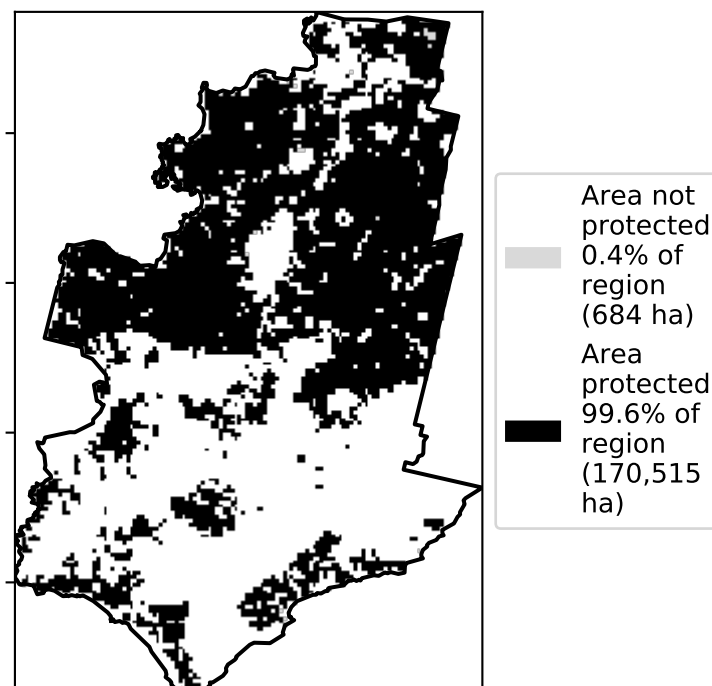 Area not
protected
0.4% of
region
(684 ha)
Area
protected
99.6% of
region
(170,515
ha)